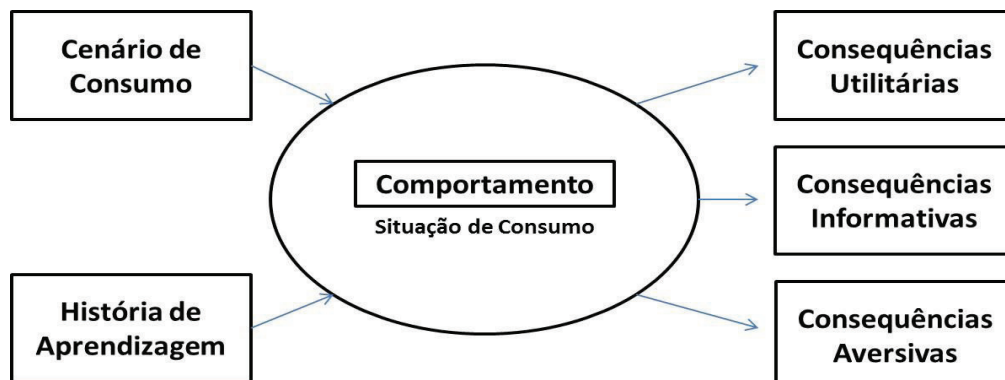 Cenário de
Consumo
História de
Aprendizagem
Comportamento
Situação de Consumo
Consequências
Utilitárias
Consequências
Informativas
Consequências
Aversivas